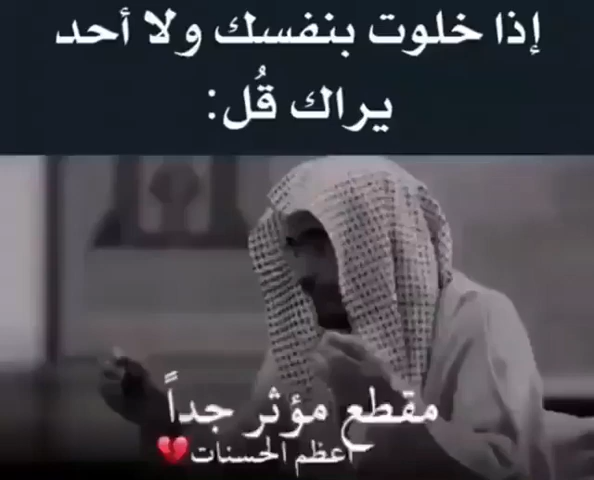 إذا خلوت بنفسك ولا أحد
يراك قُل:
مقطع مؤثر جداً
أعظم الحسنات💔